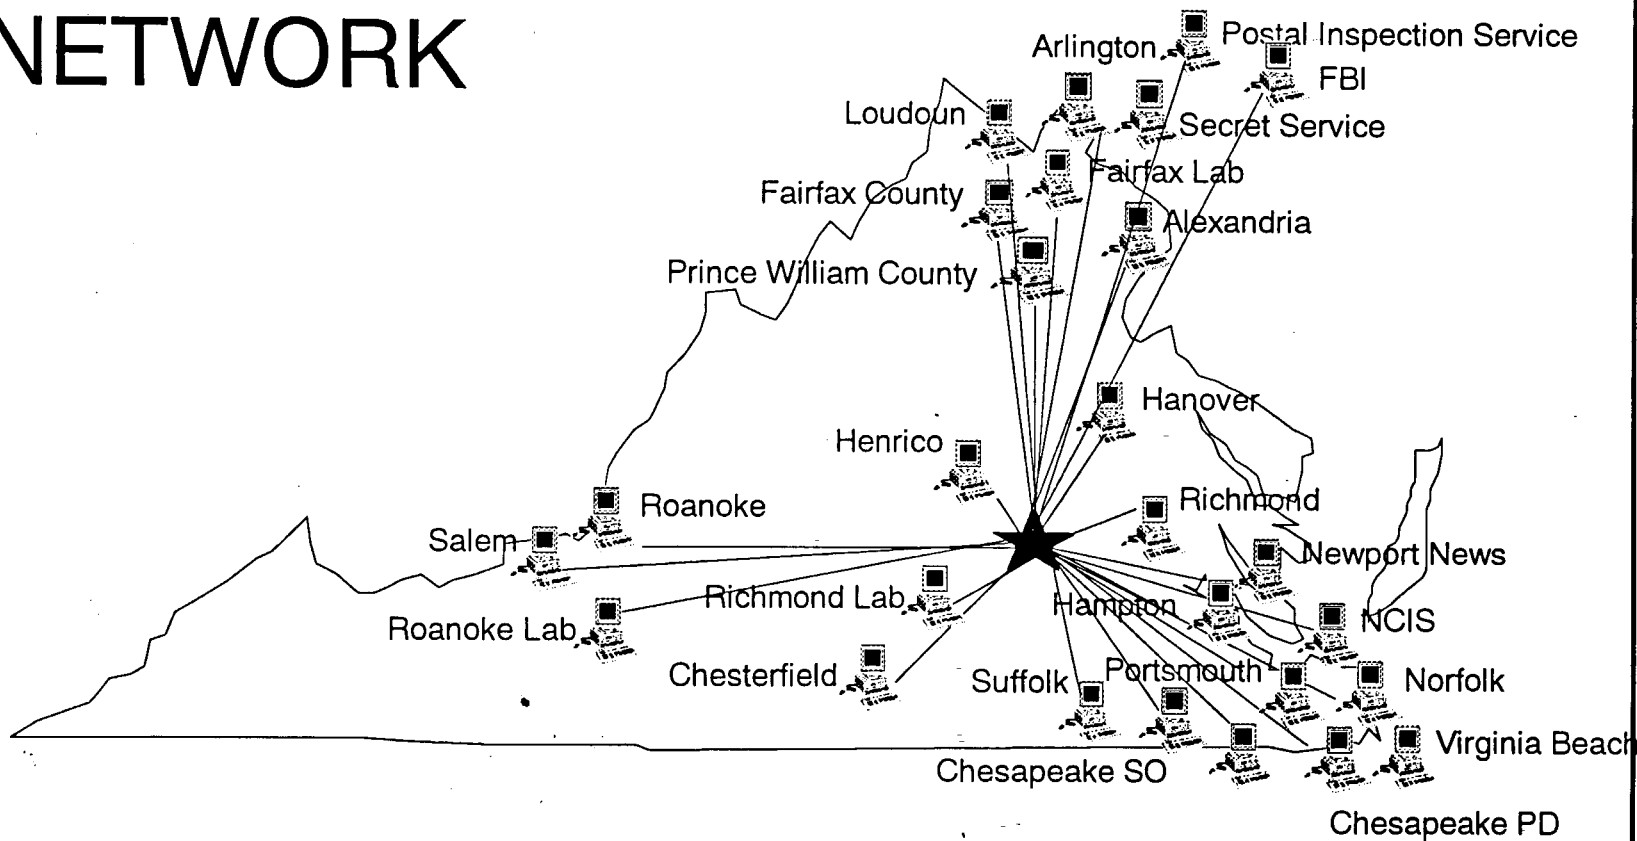 NETWORK
Postal Inspection Service
Arlington
FBI
Loudoun
Secret Service
Fairfax Lab
Fairfax County
Alexandria
Prince William County
Hanover
Henrico
Richmond
Roanoke
Salem
Newport News
Richmond Lab
Hampton
NCIS
Roanoke Lab
Chesterfield
Suffolk
Portsmouth
Norfolk
Virginia Beach
Chesapeake SO
Chesapeake PD